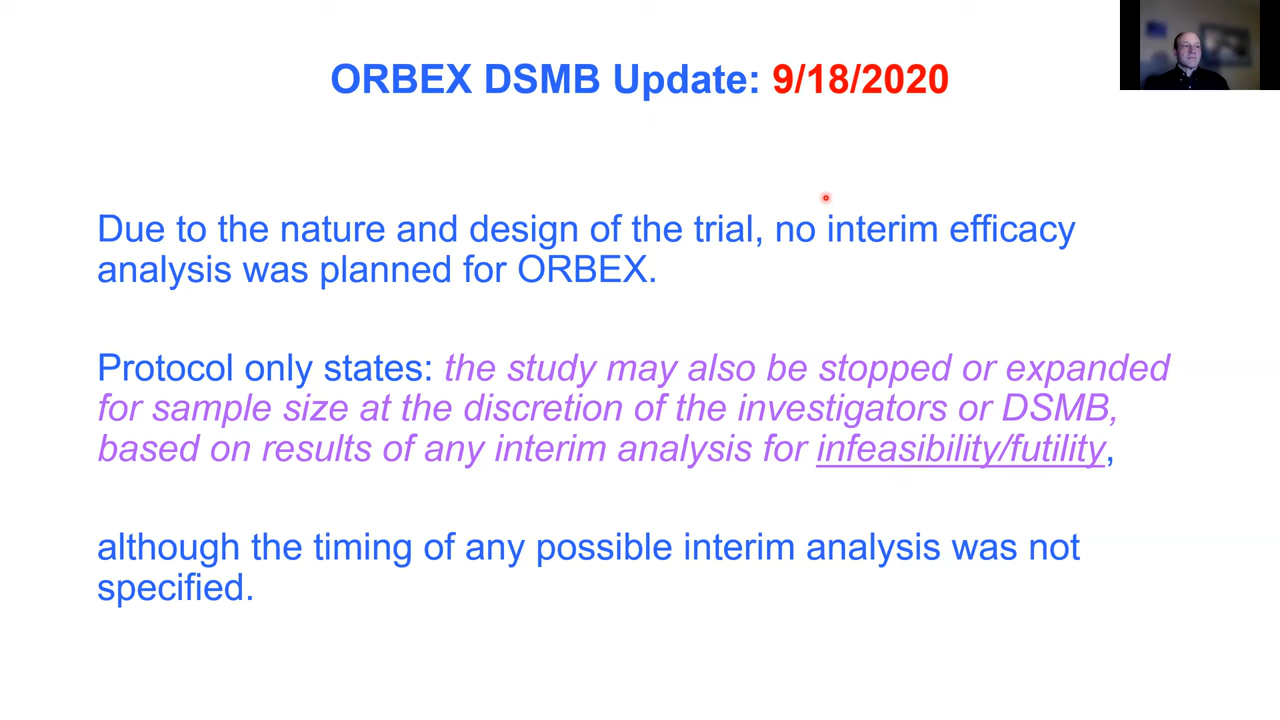 ORBEX DSMB Update: 9/18/2020
Due to the nature and design of the trial, no interim efficacy
analysis was planned for ORBEX.
Protocol only states: the study may also be stopped or expanded
for sample size at the discretion of the investigators or DSMB,
based on results of any interim analysis for infeasibility/futility,
although the timing of any possible interim analysis was not
specified.